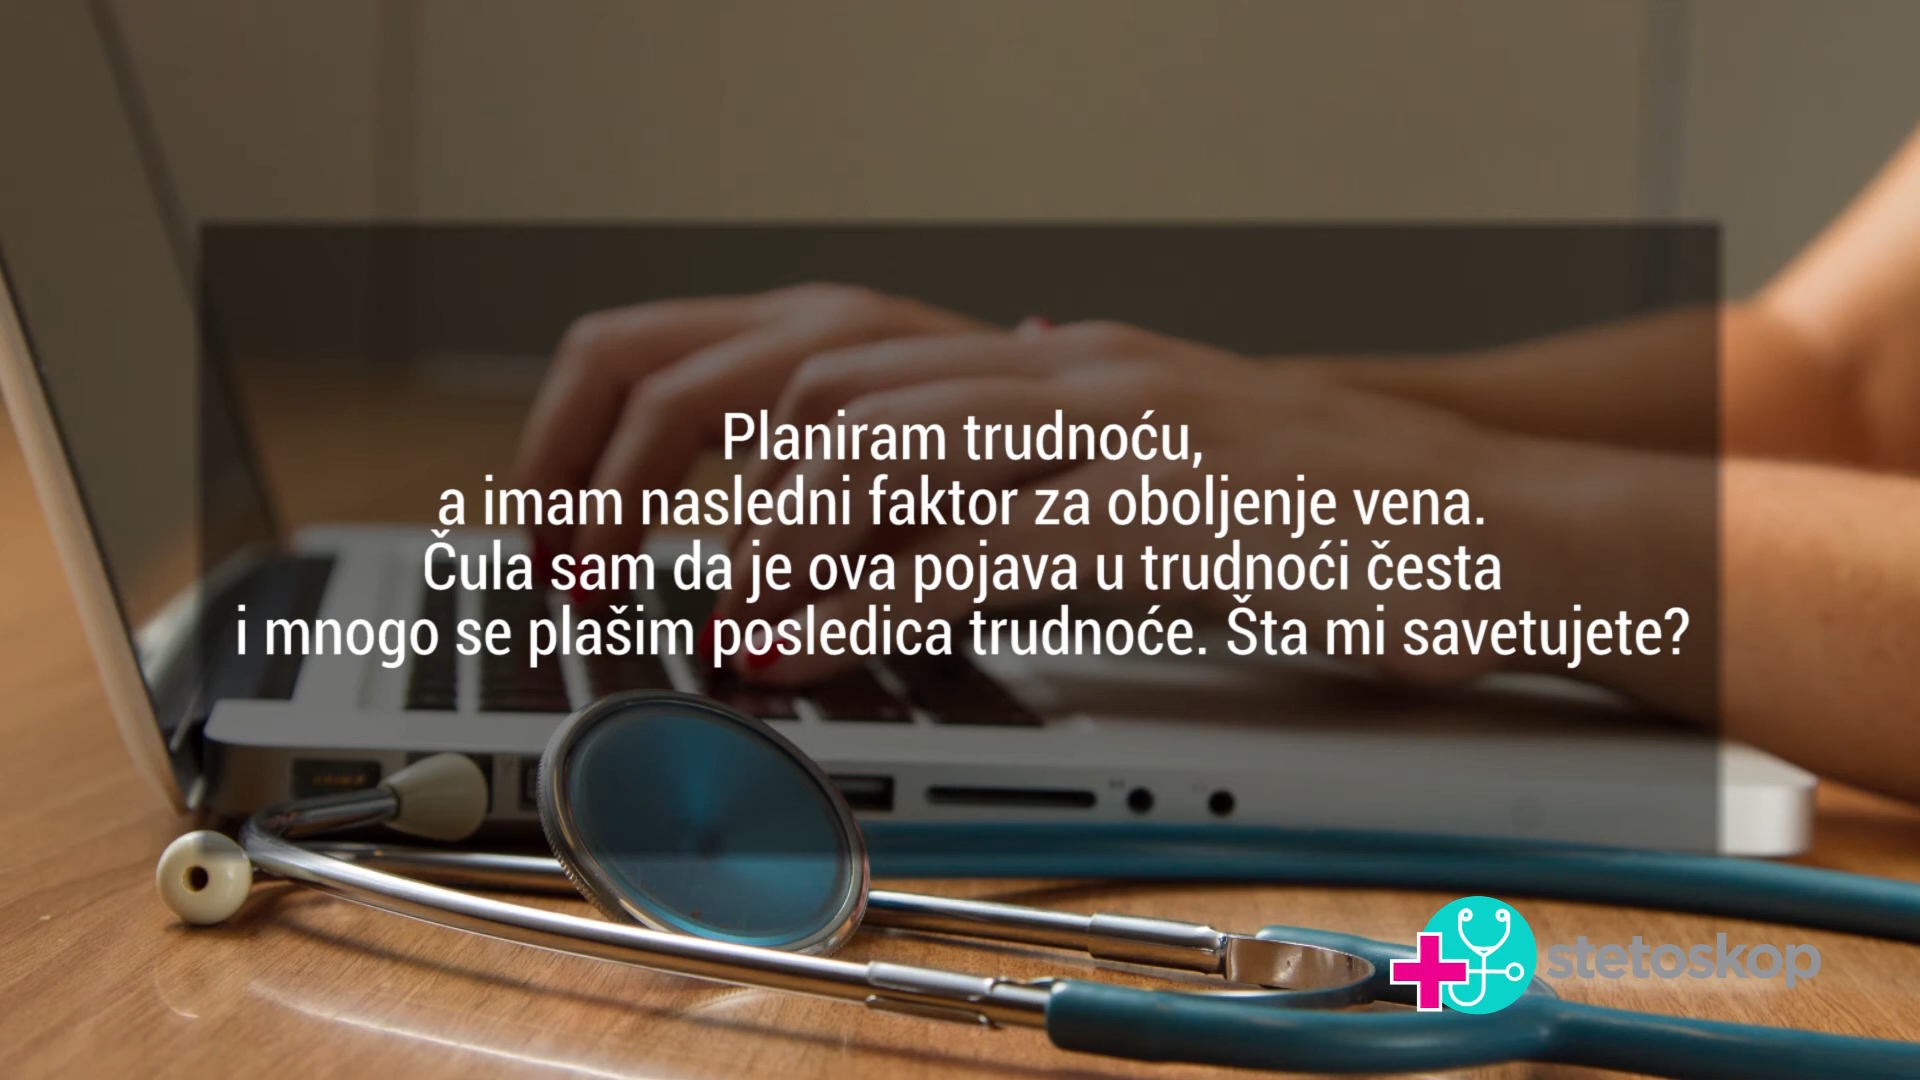 Planiram trudnoću,
a imam nasledni faktor za oboljenje vena.
Čula sam da je ova pojava u trudnoći česta
i mnogo se plašim posledica trudnoće. Šta mi savetujete?
stetoskop